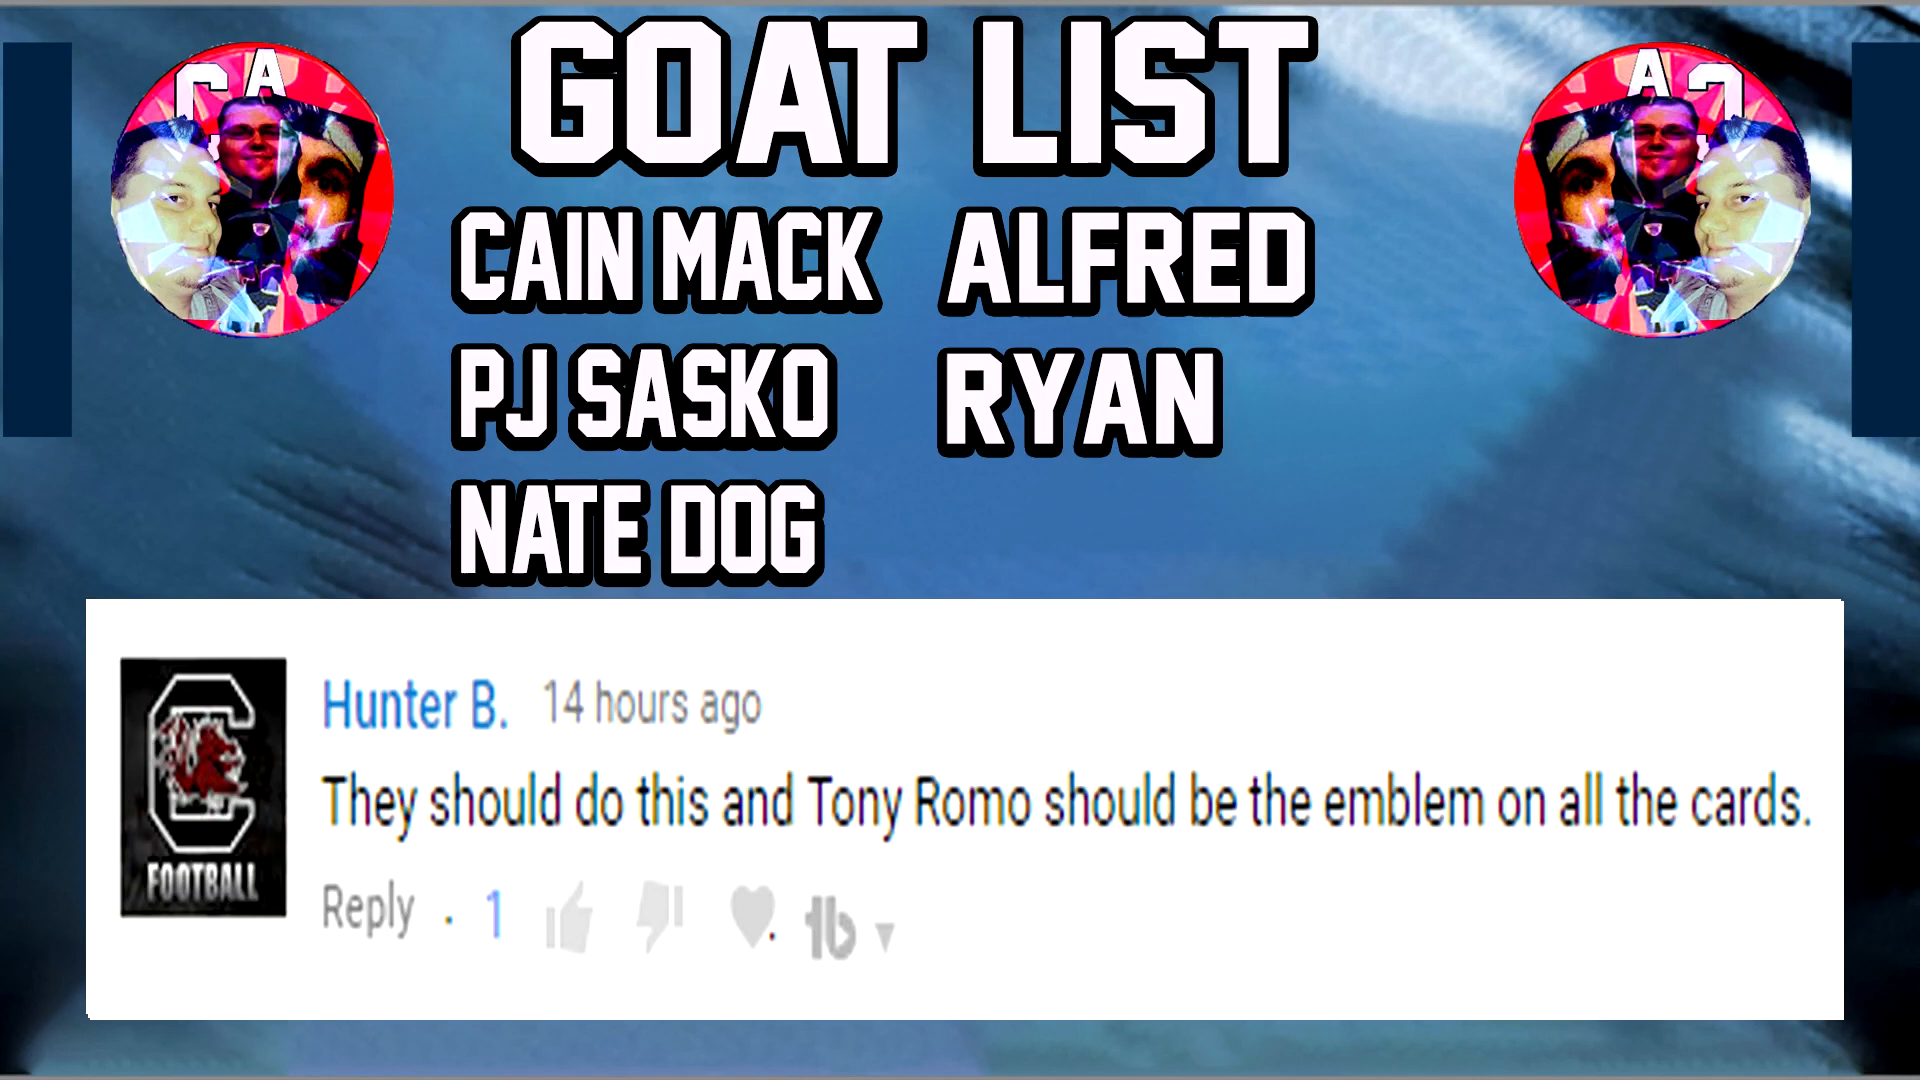 GOAT LIST
CAIN MACK
ALFRED
PJ SASKO
RYAN
NATE DOG
Hunter B. 14 hours ago
They should do this and Tony Romo should be the emblem on all the cards.
FOOTBALL
Reply · 1